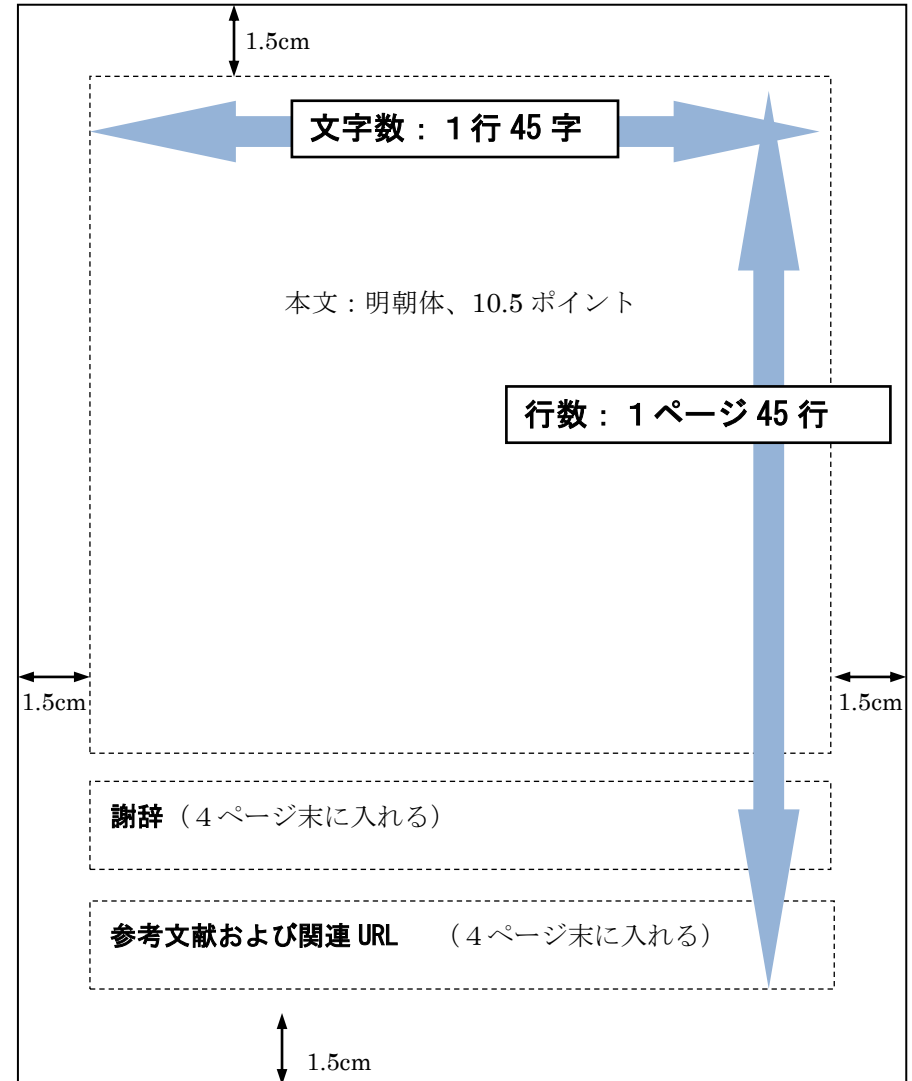 1.5cm
文字数：１行 45 字
本文：明朝体、10.5 ポイント
行数：１ページ 45 行
1.5cm
1.5cm
謝辞（４ページ末に入れる）
参考文献および関連 URL　（４ページ末に入れる）
1.5cm